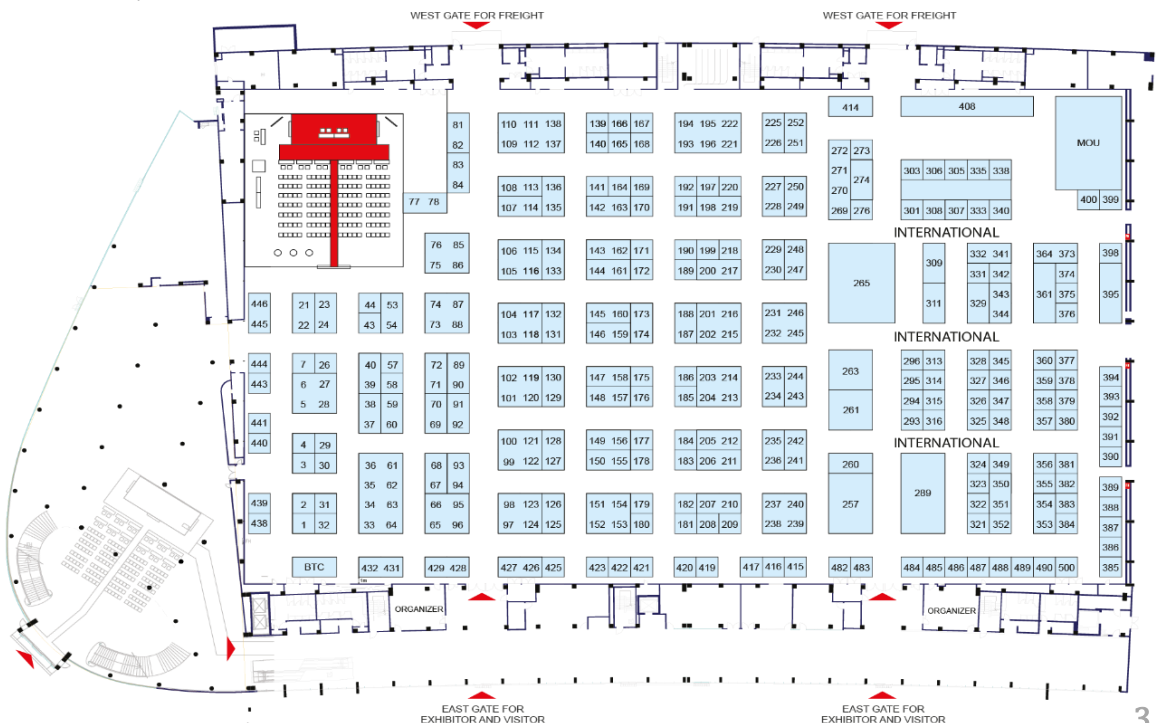 WEST GATE FOR FREIGHT WEST GATE FOR FREIGHT
414 408
81 110 111 138 139 166 167 194 195 222 225 252
82 109 112 137 140 165 168 193 196 221 226 251 MOU
272 273
83 271 274 303 306 305 335 338
84 108 113 136 141 164 169 192 197 220 227 250 270
77 78 107 114 135 142 163 170 191 198 219 228 249 269 276 301 308 307 333 340 400 399
INTERNATIONAL
76 85 106 115 134 143 162 171 190 199 218 229 248 332 341 364 373 398
75 86 105 116 133 144 161 172 189 200 217 230 247 265 309 331 342 374
311 329 343 361 375 395
344 376
446 21 23 44 53 74 87 104 117 132 145 160 173 188 201 216 231 246
445 22 24 43 54 73 88 103 118 131 146 159 174 187 202 215 232 245
INTERNATIONAL
444 7 26 40 57 72 89 263 296 313 328 345 360 377
443 6 27 39 58 71 90 102 119 130 147 158 175 186 203 214 233 244 295 314 327 346 359 378 394
5 28 38 59 70 91 101 120 129 148 157 176 185 204 213 234 243 261 294 315 326 347 358 379 393
441 37 60 69 92 293 316 325 348 357 380 392
440 4 29 100 121 128 149 156 177 184 205 212 235 242 INTERNATIONAL 391
3 30 36 61 68 93 99 122 127 150 155 178 183 206 211 236 241 260 324 349 356 381 390
35 62 67 94 257 289 323 350 355 382 389
439 2 31 34 63 66 95 98 123 126 151 154 179 182 207 210 237 240 322 351 354 383 388
438 1 32 33 64 65 96 97 124 125 152 153 180 181 208 209 238 239 321 352 353 384 387
386
BTC 432 431 429 428 427 426 425 423 422 421 420 419 417 416 415 482 483 484 485 486 487 488 489 490 500 385
ORGANIZER ORGANIZER
EAST GATE FOR EAST GATE FOR
EXHIBITOR AND VISITOR EXHIBITOR AND VISITOR
3